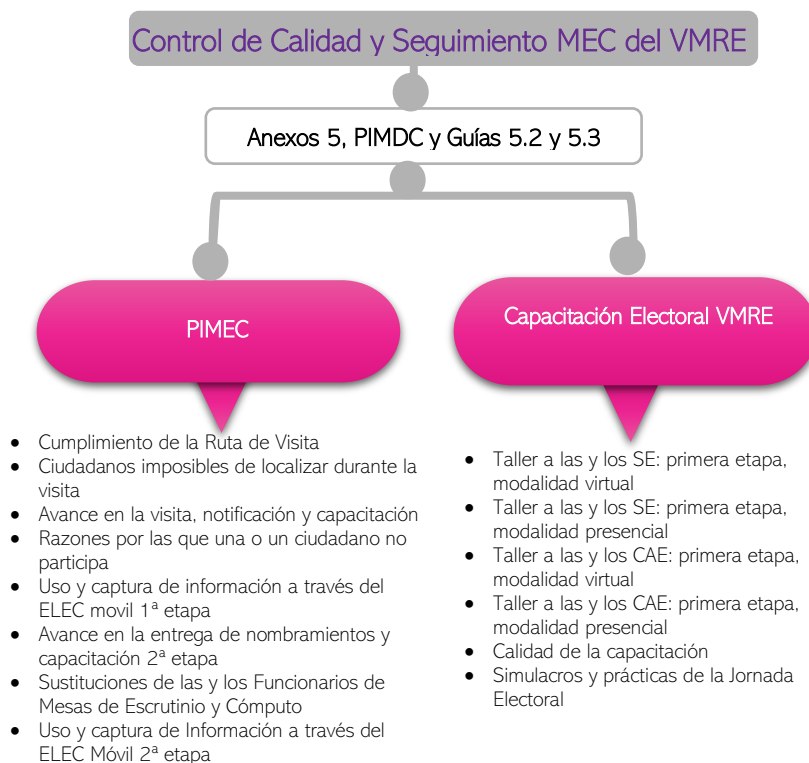 Control de Calidad y Seguimiento MEC del VMRE
Anexos 5, PIMDC y Guías 5.2 y 5.3
PIMEC
• Cumplimiento de la Ruta de Visita
• Ciudadanos imposibles de localizar durante la
visita
• Avance en la visita, notificación y capacitación
• Razones por las que una o un ciudadano no
participa
• Uso y captura de información a través del
ELEC movil 1ª etapa
• Avance en la entrega de nombramientos y
capacitación 2ª etapa
• Sustituciones de las y los Funcionarios de
Mesas de Escrutinio y Cómputo
• Uso y captura de Información a través del
ELEC Móvil 2ª etapa
Capacitación Electoral VMRE
• Taller a las y los SE: primera etapa,
modalidad virtual
• Taller a las y los SE: primera etapa,
modalidad presencial
• Taller a las y los CAE: primera etapa,
modalidad virtual
• Taller a las y los CAE: primera etapa,
modalidad presencial
• Calidad de la capacitación
• Simulacros y prácticas de la Jornada
Electoral